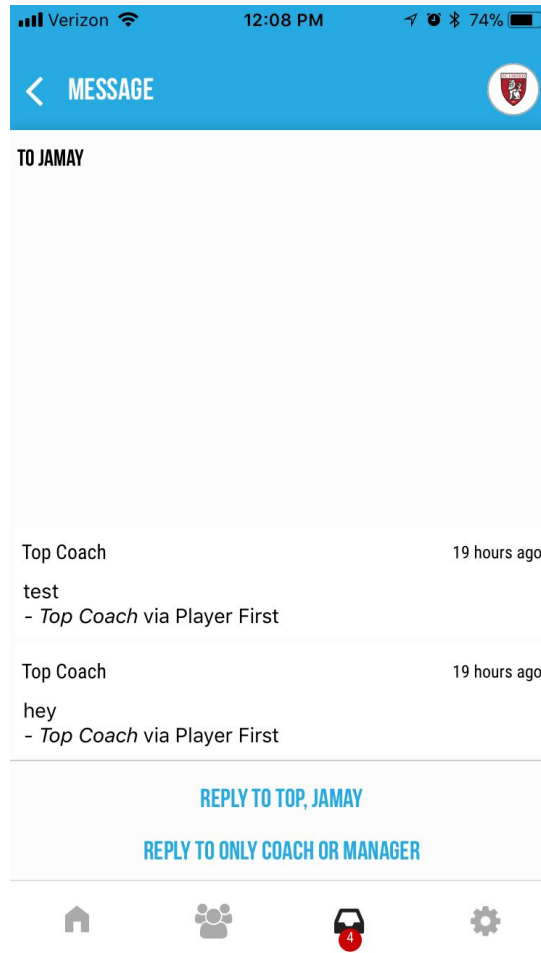 Verizon 12:08 PM 74%
MESSAGE
TO JAMAY
Top Coach 19 hours ago
test
- Top Coach via Player First
Top Coach 19 hours ago
hey
- Top Coach via Player First
REPLY TO TOP, JAMAY
REPLY TO ONLY COACH OR MANAGER
4